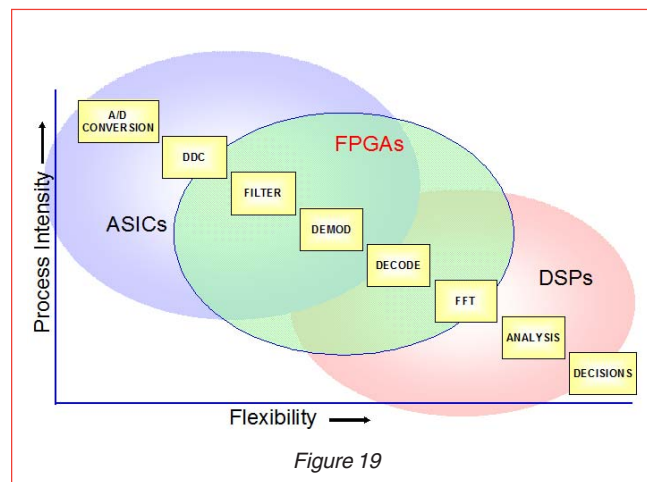 A/D
CONVERSION
DDC
FPGAs
FILTER
ASICs
DEMOD
DECODE
DSPs
FFT
ANALYSIS
DECISIONS
Process Intensity
Flexibility
Figure 19